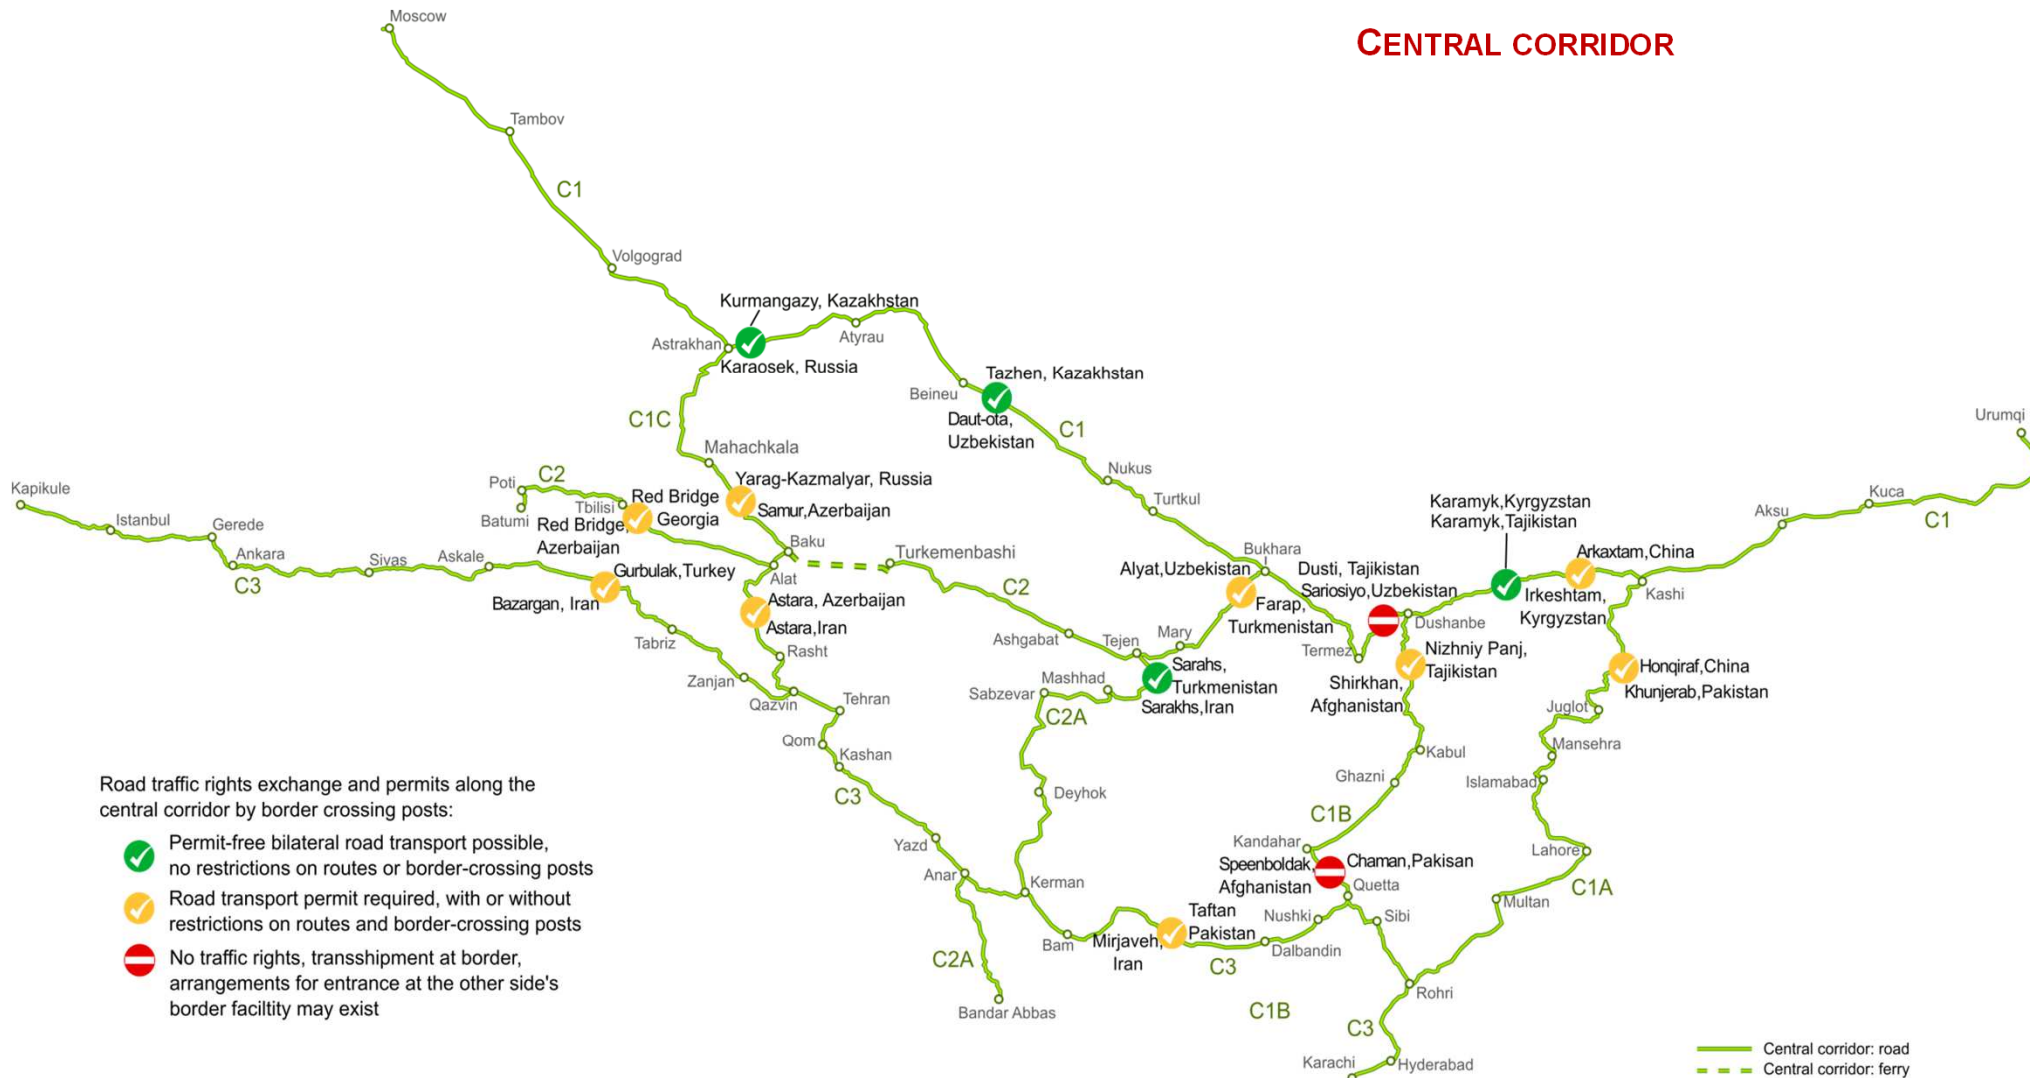 Moscow
CENTRAL CORRIDOR
Tambov
C1
Volgograd
Kurmangazy, Kazakhstan
Astrakhan
Atyrau
Karaosek, Russia
Tazhen, Kazakhstan
Beineu
Daut-ota,
Uzbekistan
C1
C1C
Urumqi
Mahachkala
Nukus
Yarag-Kazmalyar, Russia
Samur,Azerbaijan
Turtkul
Kapikule
Poti
C2
Batumi
Tbilisi
Red Bridge
Georgia
Red Bridge,
Azerbaijan
Karamyk,Kyrgyzstan
Karamyk,Tajikistan
Aksu
Kuca
C1
Istanbul
Gerede
Ankara
C3
Sivas
Askale
Gurbulak,Turkey
Bazargan, Iran
Baku
Alat
Turkemenbashi
C2
Bukhara
Alyat,Uzbekistan
Farap,
Turkmenistan
Dusti, Tajikistan
Sariosiyo,Uzbekistan
Arkaxtam,China
Irkeshtam,
Kyrgyzstan
Kashi
Astara, Azerbaijan
Astara,Iran
Dushanbe
Ashgabat
Tejen
Mary
Termez
Nizhniy Panj,
Tajikistan
Shirkhan,
Afghanistan
Honqiraf,China
Khunjerab,Pakistan
Tabriz
Rasht
Zanjan
Qazvin
Tehran
Sabzevar
Mashhad
Sarahs,
Turkmenistan
Sarakhs,Iran
C2A
Juglot
Qom
Kashan
Kabul
Mansehra
Ghazni
Islamabad
C3
Deyhok
C1B
Yazd
Kandahar
Lahore
Anar
Kerman
Speenboldak,
Afghanistan
Chaman,Pakisan
Quetta
C1A
Multan
Bam
Mirjaveh,
Iran
Taftan
Pakistan
Nushki
Sibi
Dalbandin
C2A
C3
Rohri
Bandar Abbas
C1B
C3
Karachi
Hyderabad
Road traffic rights exchange and permits along the
central corridor by border crossing posts:
Permit-free bilateral road transport possible,
no restrictions on routes or border-crossing posts
Road transport permit required, with or without
restrictions on routes and border-crossing posts
No traffic rights, transshipment at border,
arrangements for entrance at the other side's
border faciltity may exist
Central corridor: road
Central corridor: ferry